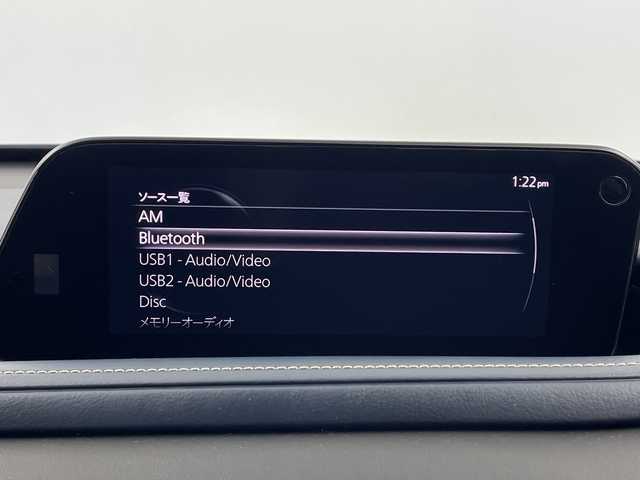 1:22pm
ソース一覧
AM
Bluetooth
USB1 - Audio/Video
USB2 - Audio/Video
Disc
メモリーオーディオ